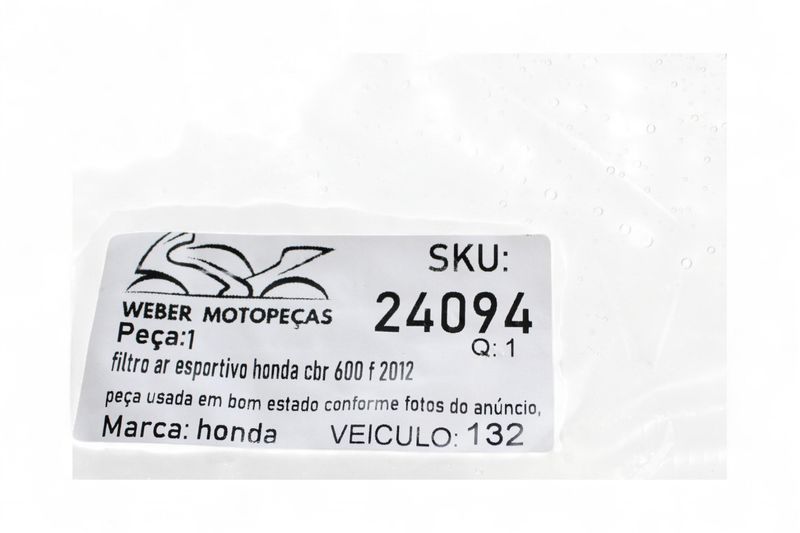 WEBER MOTOPEÇAS
SKU:
24094
Peça:1
Q: 1
filtro ar esportivo honda cbr 600 f 2012
peça usada em bom estado conforme fotos do anúncio,
Marca: honda VEICULO: 132